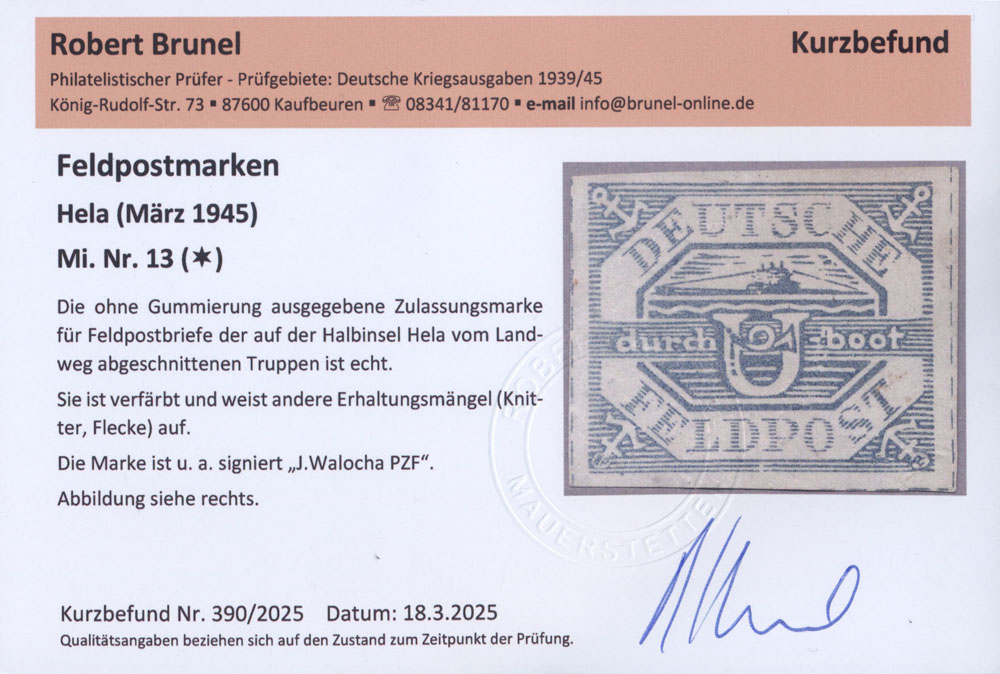 Robert Brunel
Kurzbefund
Philatelistischer Prüfer - Prüfgebiete: Deutsche Kriegsausgaben 1939/45
König-Rudolf-Str. 73 ▪ 87600 Kaufbeuren ▪ ☏ 08341/81170 ▪ e-mail info@brunel-online.de
Feldpostmarken
Hela (März 1945)
Mi. Nr. 13 (✶)
Die ohne Gummierung ausgegebene Zulassungsmarke
für Feldpostbriefe der auf der Halbinsel Hela vom Land-
weg abgeschnittenen Truppen ist echt.
Sie ist verfärbt und weist andere Erhaltungsmängel (Knit-
ter, Flecke) auf.
Die Marke ist u. a. signiert „J.Walocha PZF“.
Abbildung siehe rechts.
DEUTSCHE
durch U-boot
FELDPOST
MAUERSTETTEN
Kurzbefund Nr. 390/2025 Datum: 18.3.2025
Qualitätsangaben beziehen sich auf den Zustand zum Zeitpunkt der Prüfung.